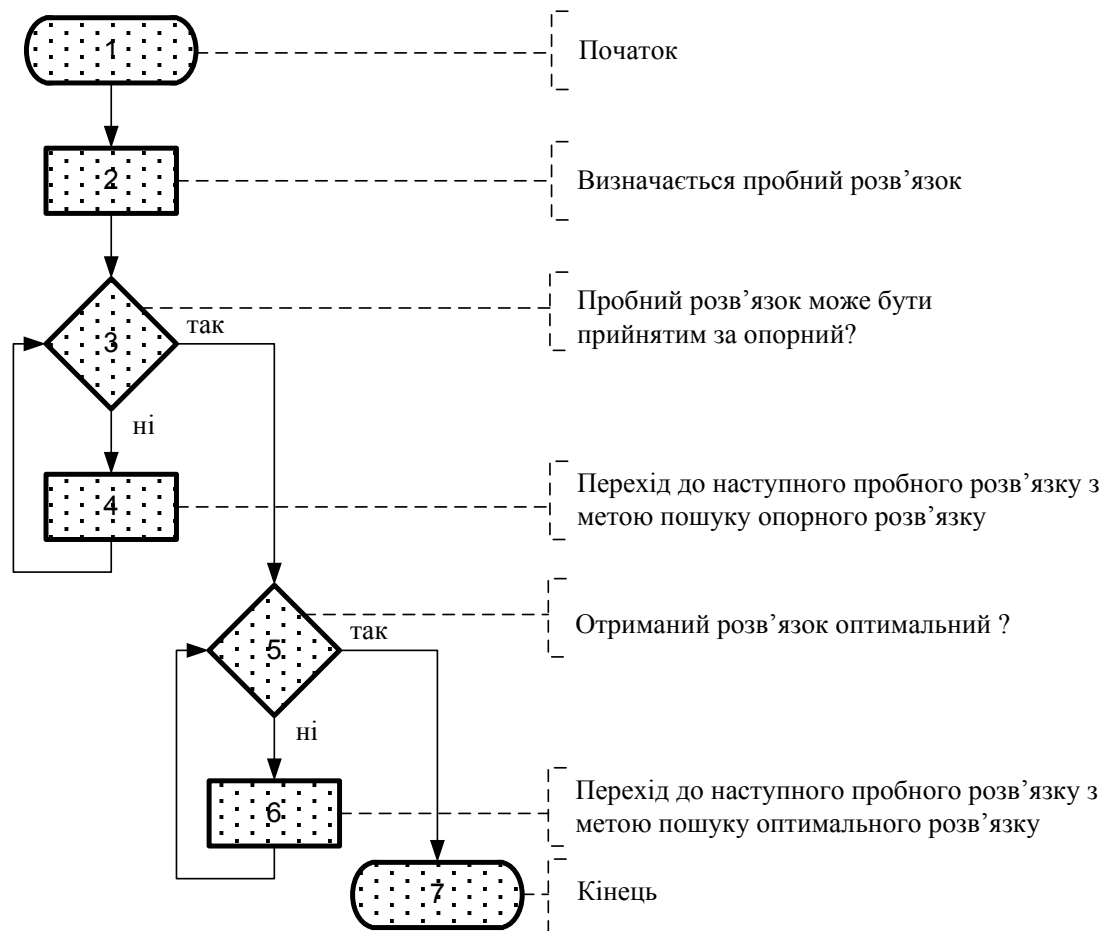 1
Початок
2
Визначається пробний розв’язок
Пробний розв’язок може бути
прийнятим за опорний?
3
так
ні
4
Перехід до наступного пробного розв’язку з
метою пошуку опорного розв’язку
Отриманий розв’язок оптимальний ?
5
так
ні
6
Перехід до наступного пробного розв’язку з
метою пошуку оптимального розв’язку
7
Кінець